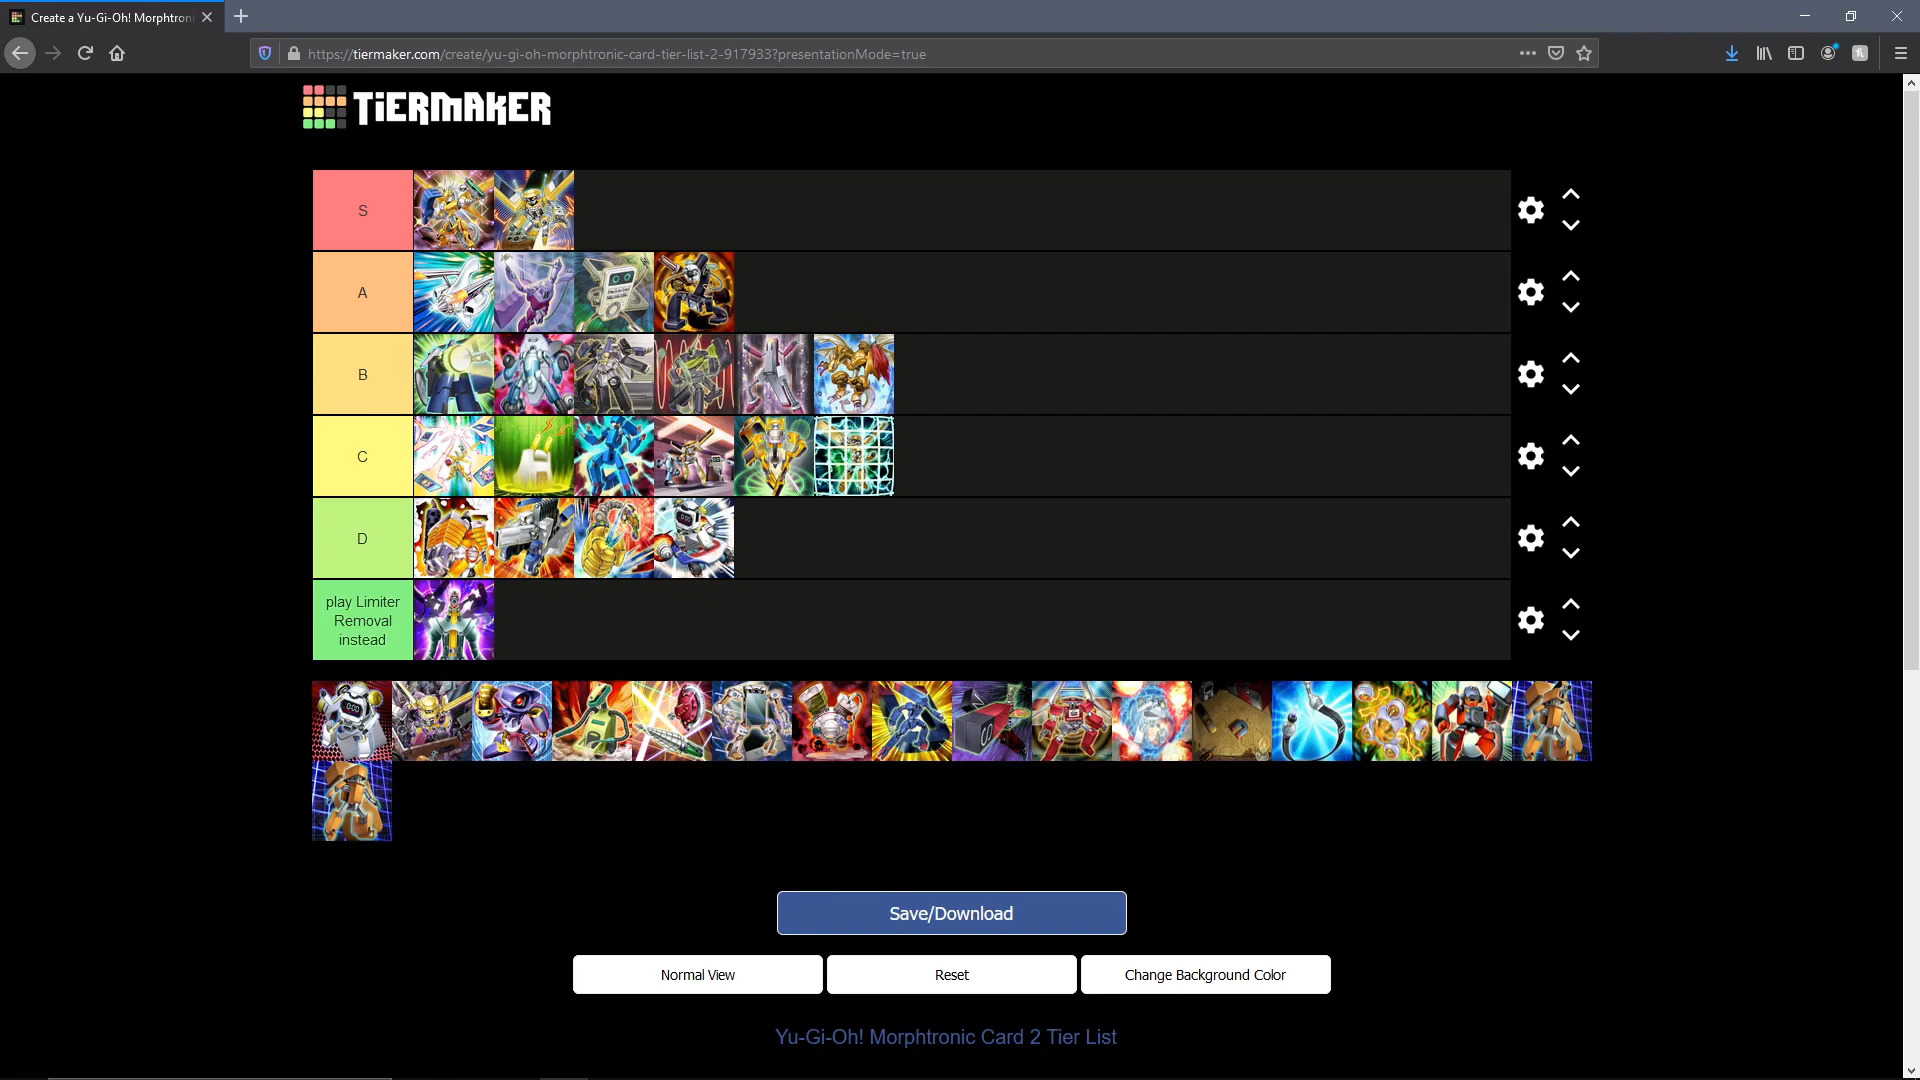 Create a Yu-Gi-Oh! Morphtroni
https://tiermaker.com/create/yu-gi-oh-morphtronic-card-tier-list-2-917933?presentationMode=true
TiERMAKER
S
A
B
C
D
play Limiter
Removal
instead
Save/Download
Normal View
Reset
Change Background Color
Yu-Gi-Oh! Morphtronic Card 2 Tier List